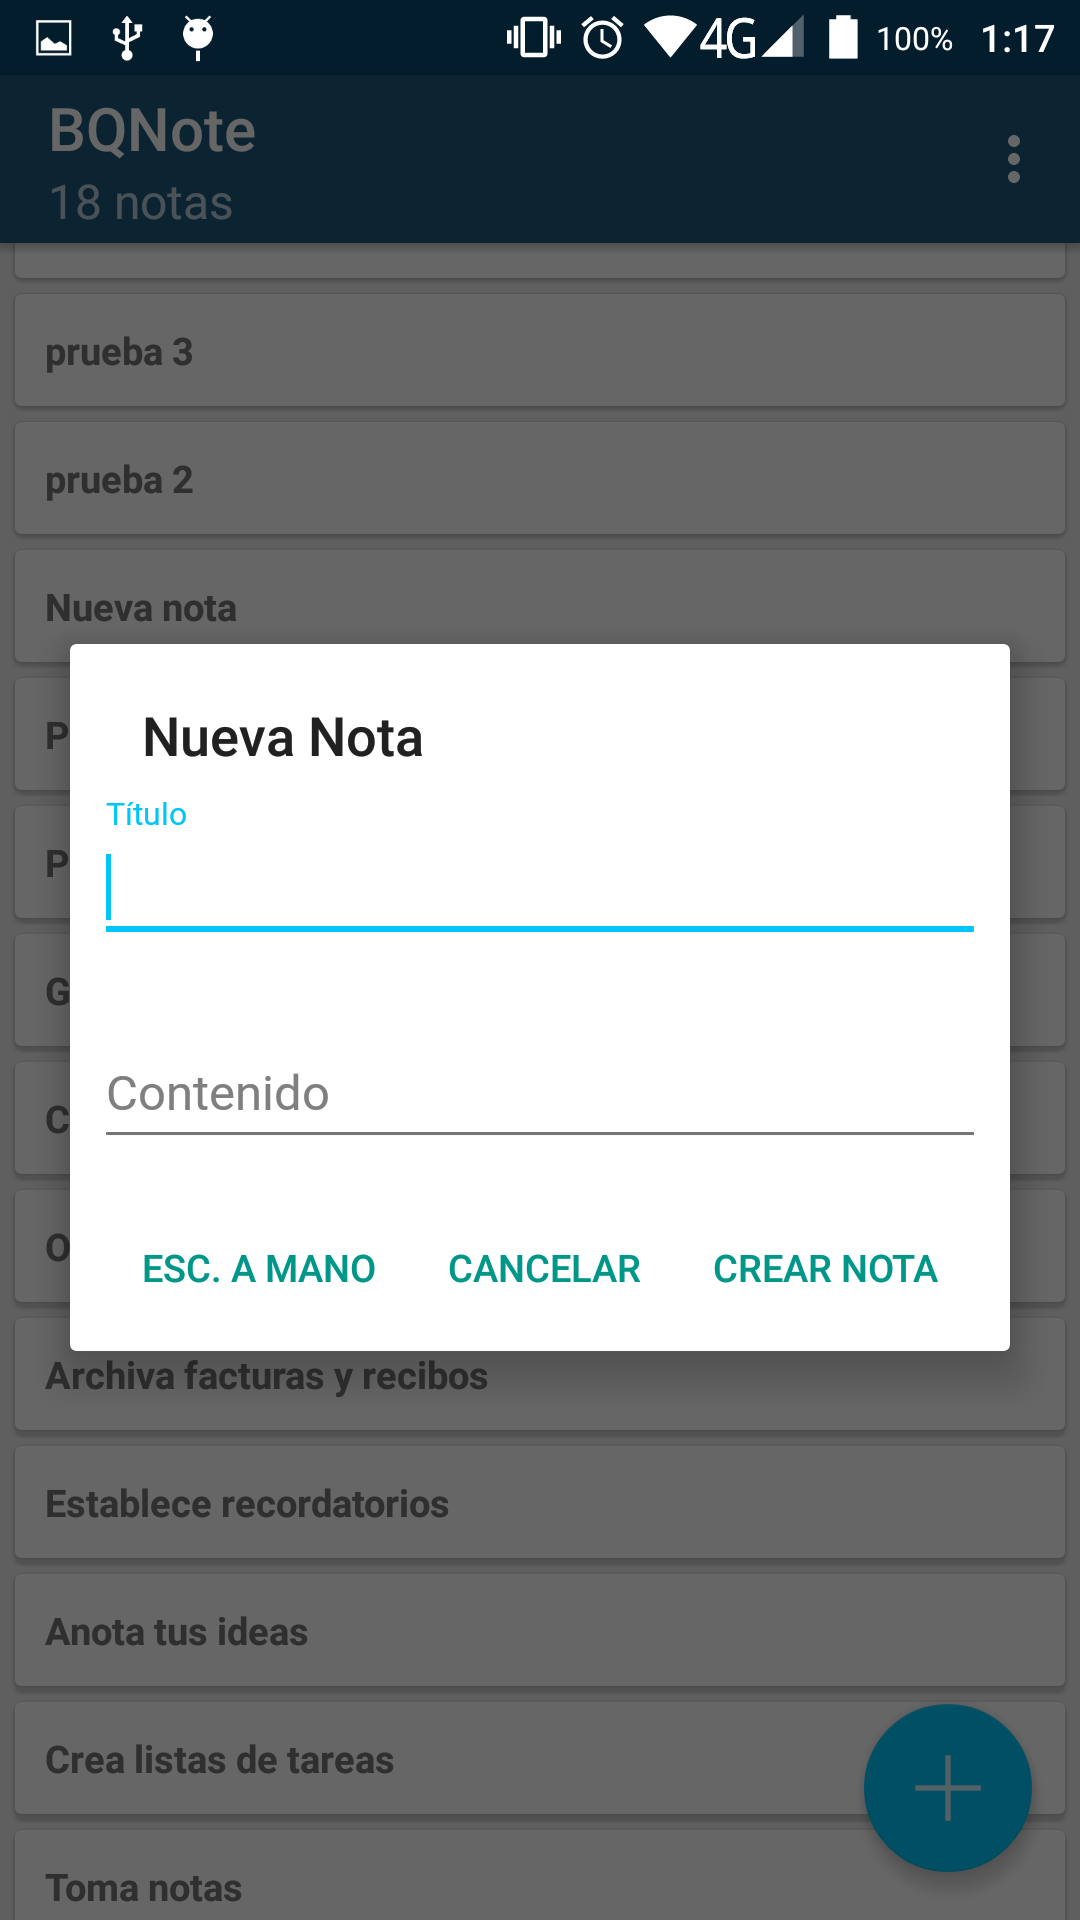 4G 100% 1:17
BQNote
18 notas
prueba 3
prueba 2
Nueva nota
P
P
G
C
O
Nueva Nota
Título
Contenido
ESC. A MANO CANCELAR CREAR NOTA
Archiva facturas y recibos
Establece recordatorios
Anota tus ideas
Crea listas de tareas
Toma notas